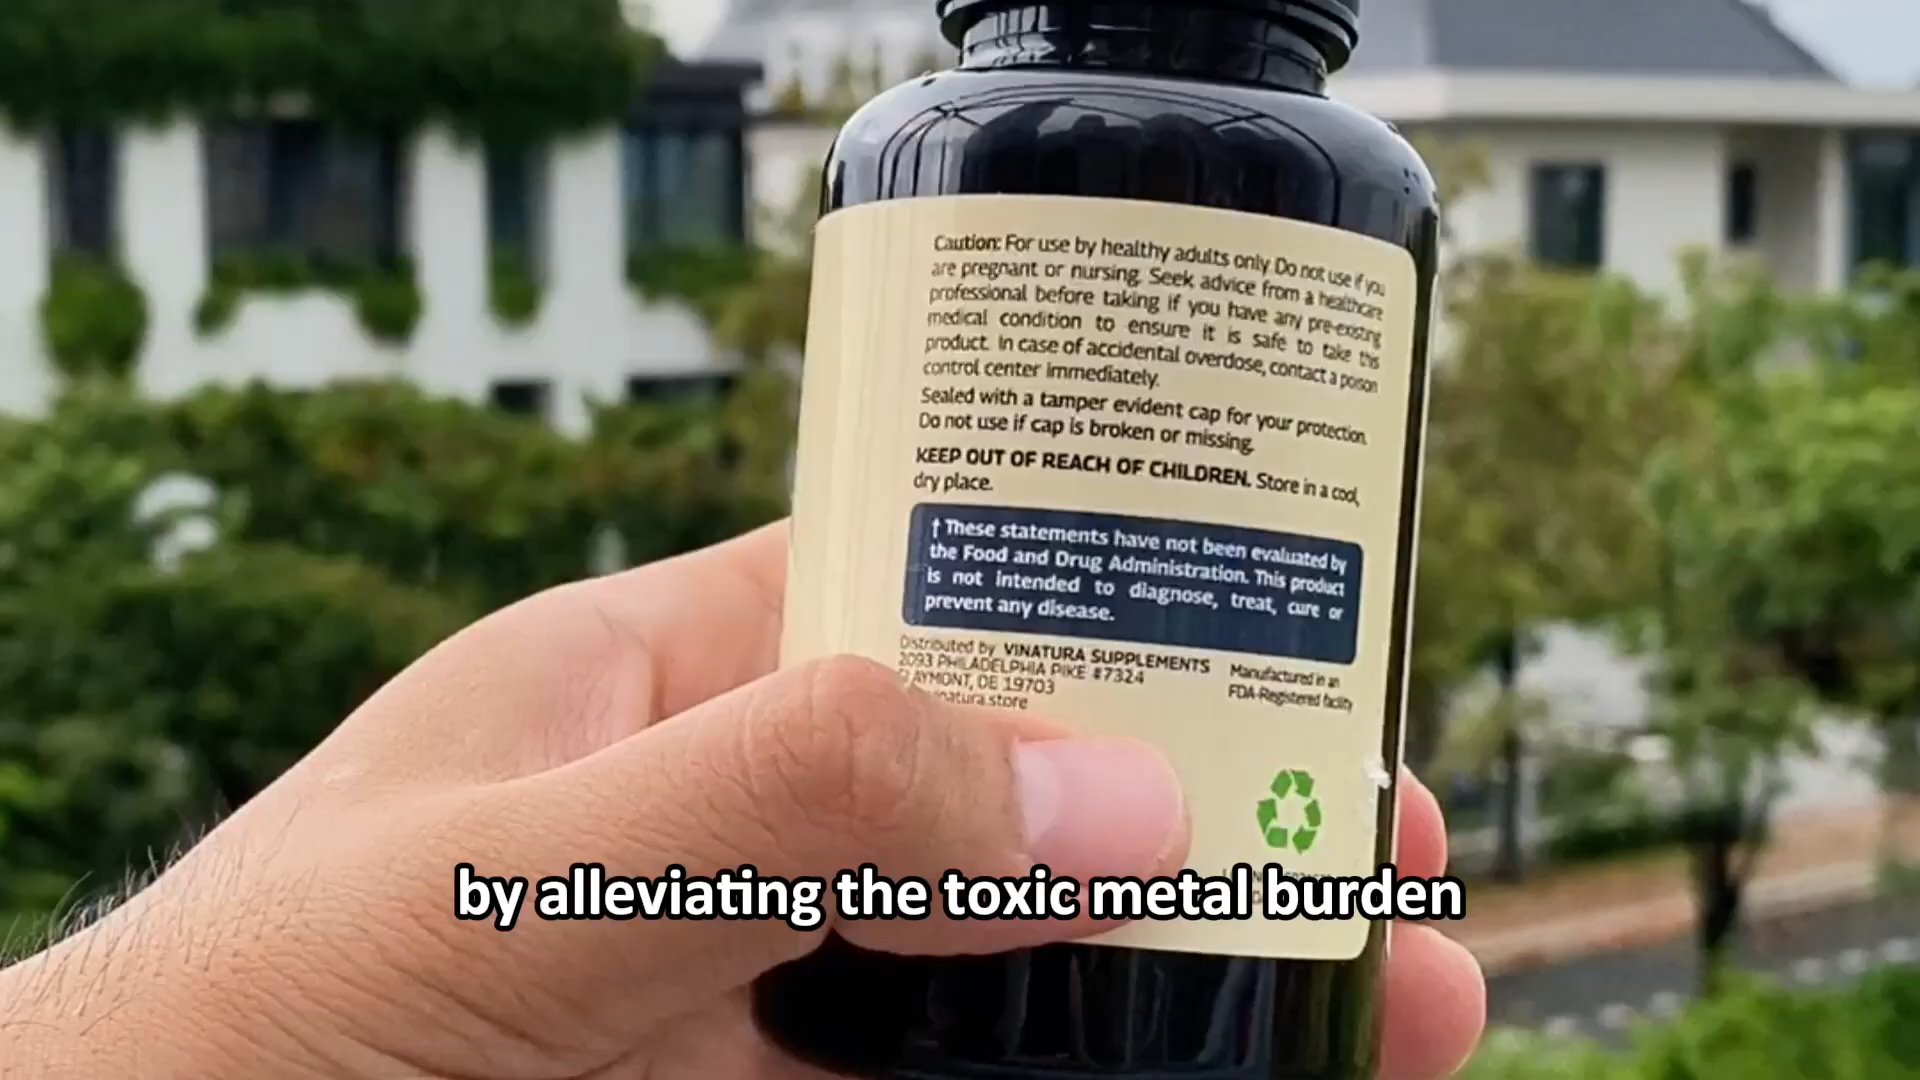 Caution: For use by healthy adults only. Do not use if you
are pregnant or nursing. Seek advice from a healthcare
professional before taking if you have any pre-existing
medical condition to ensure it is safe to take this
product. In case of accidental overdose, contact a poison
control center immediately.
Sealed with a tamper evident cap for your protection.
Do not use if cap is broken or missing.
KEEP OUT OF REACH OF CHILDREN. Store in a cool,
dry place.
† These statements have not been evaluated by
the Food and Drug Administration. This product
is not intended to diagnose, treat, cure or
prevent any disease.
Distributed by VINATURA SUPPLEMENTS
2093 PHILADELPHIA PIKE #7324
AYMONT, DE 19703
natura.store
Manufactured in an
FDA-Registered facility
by alleviating the toxic metal burden